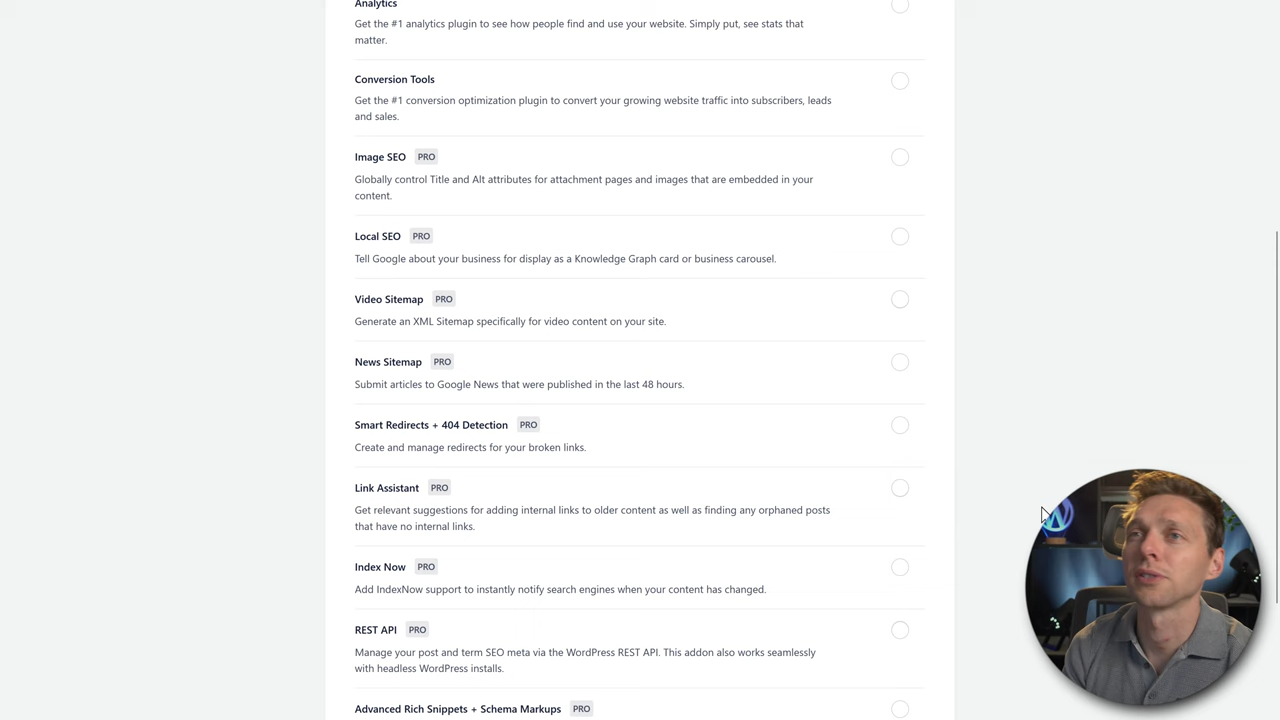 Analytics
Get the #1 analytics plugin to see how people find and use your website. Simply put, see stats that
matter.
Conversion Tools
Get the #1 conversion optimization plugin to convert your growing website traffic into subscribers, leads
and sales.
Image SEO PRO
Globally control Title and Alt attributes for attachment pages and images that are embedded in your
content.
Local SEO PRO
Tell Google about your business for display as a Knowledge Graph card or business carousel.
Video Sitemap PRO
Generate an XML Sitemap specifically for video content on your site.
News Sitemap PRO
Submit articles to Google News that were published in the last 48 hours.
Smart Redirects + 404 Detection PRO
Create and manage redirects for your broken links.
Link Assistant PRO
Get relevant suggestions for adding internal links to older content as well as finding any orphaned posts
that have no internal links.
Index Now PRO
Add IndexNow support to instantly notify search engines when your content has changed.
REST API PRO
Manage your post and term SEO meta via the WordPress REST API. This addon also works seamlessly
with headless WordPress installs.
Advanced Rich Snippets + Schema Markups PRO